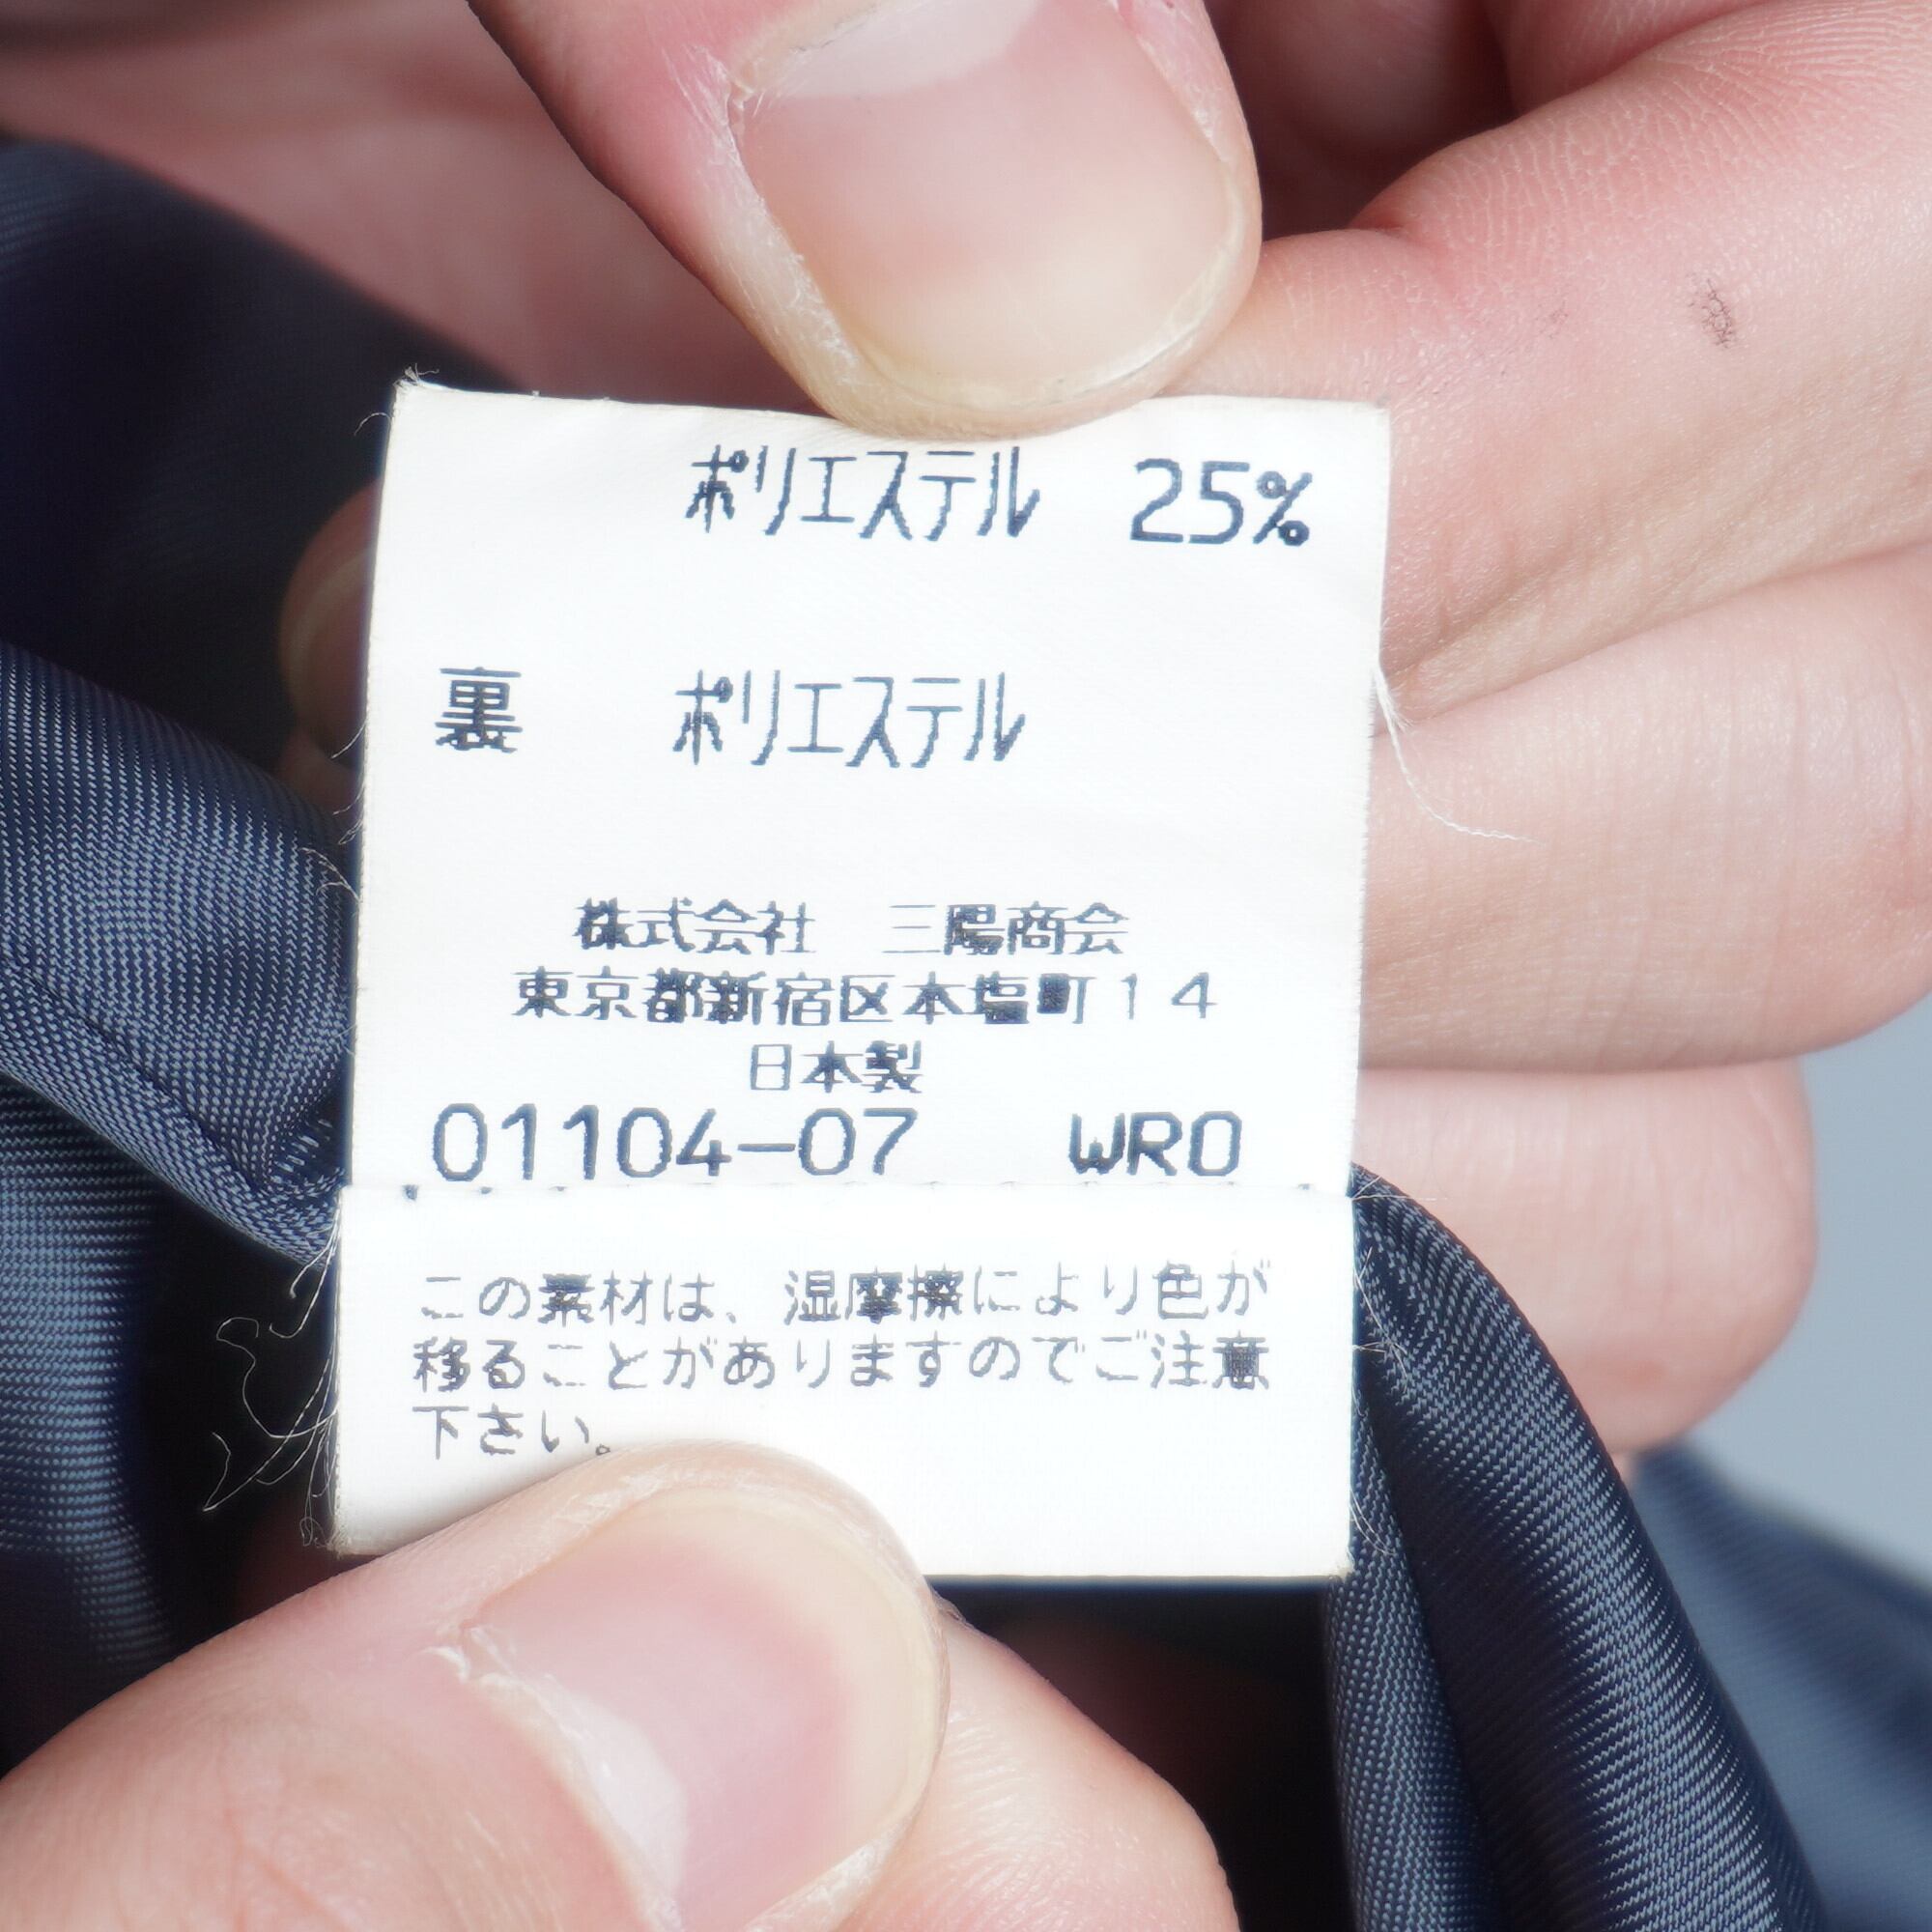 ポリエステル 25%
裏 ポリエステル
株式会社 三陽商会
東京都新宿区本塩町14
日本製
01104-07 WRO
この素材は、湿摩擦により色が
移ることがありますのでご注意
下さい。